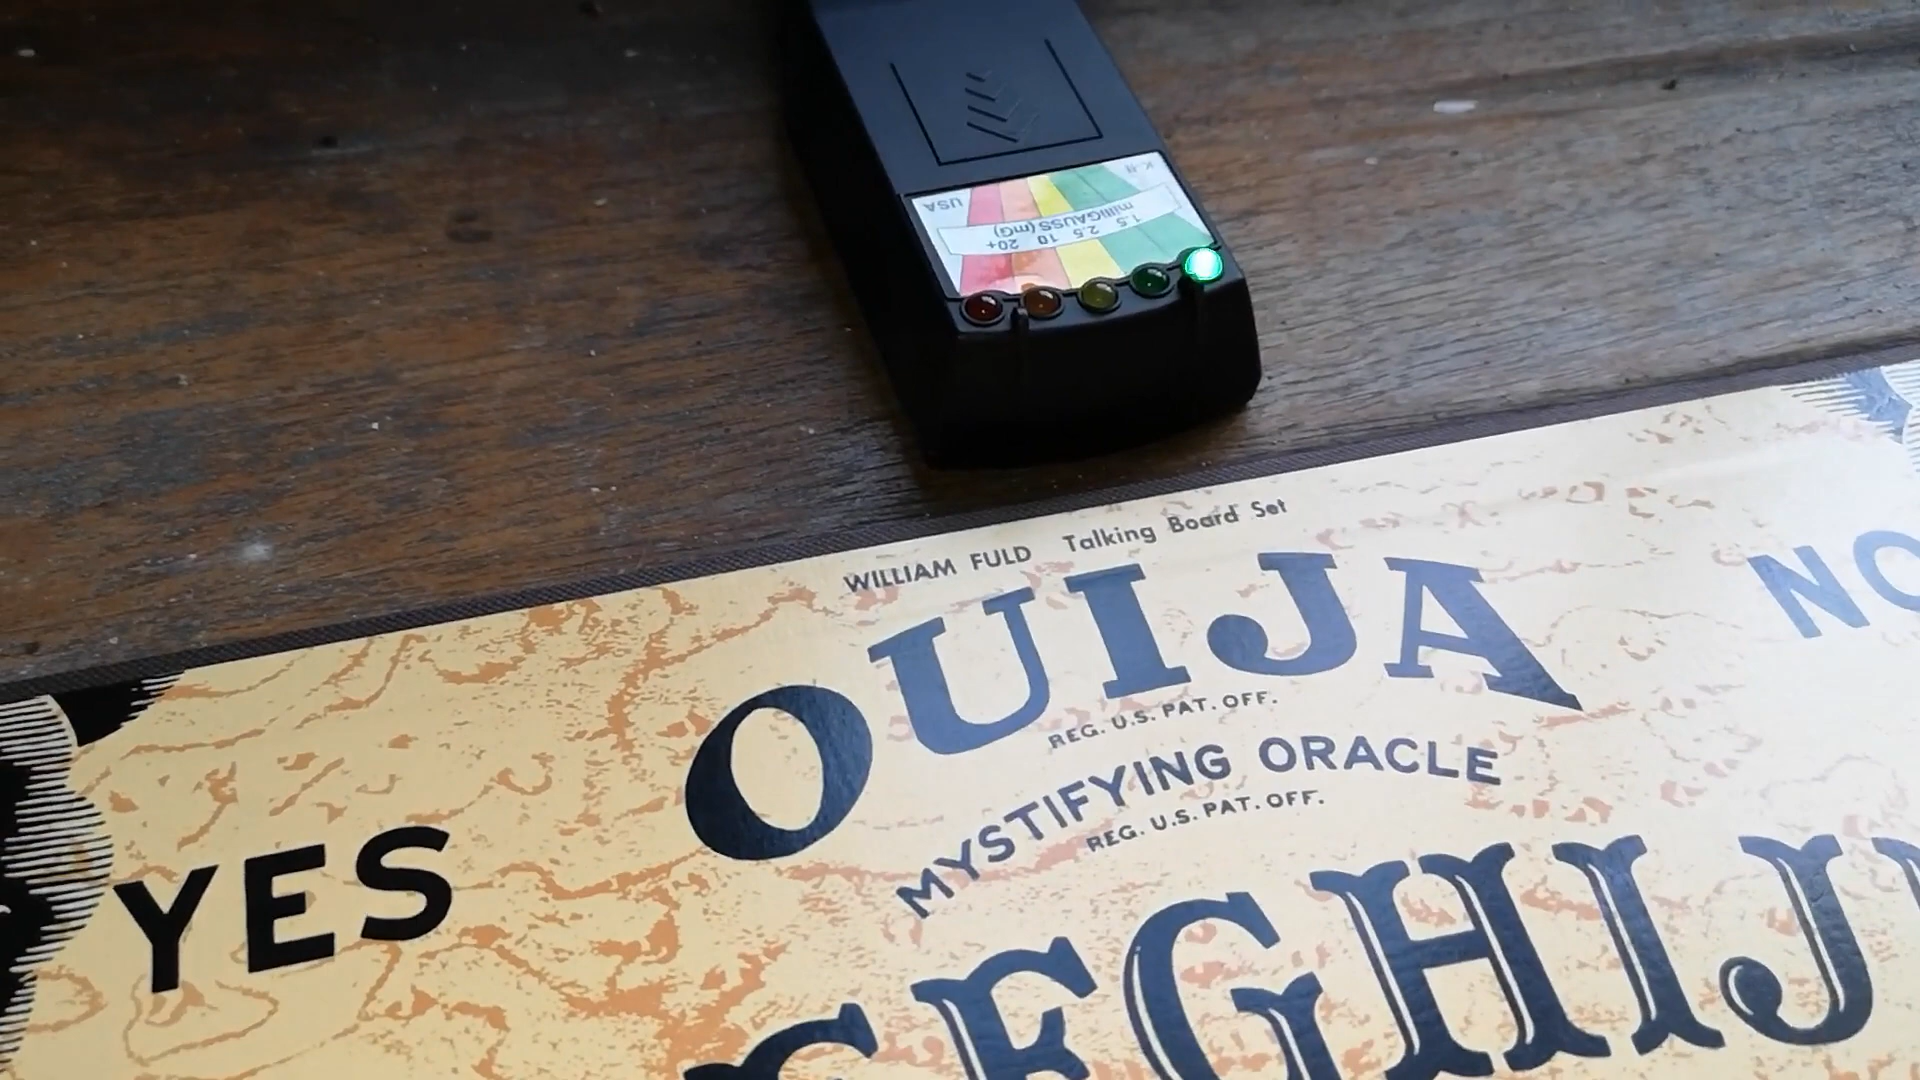 K-II
USA
milliGAUSS (mG)
1.5 2.5 10 20+
WILLIAM FULD Talking Board Set
OUIJA
REG. U.S. PAT. OFF.
MYSTIFYING ORACLE
REG. U.S. PAT. OFF.
YES
NO
EFGHIJ